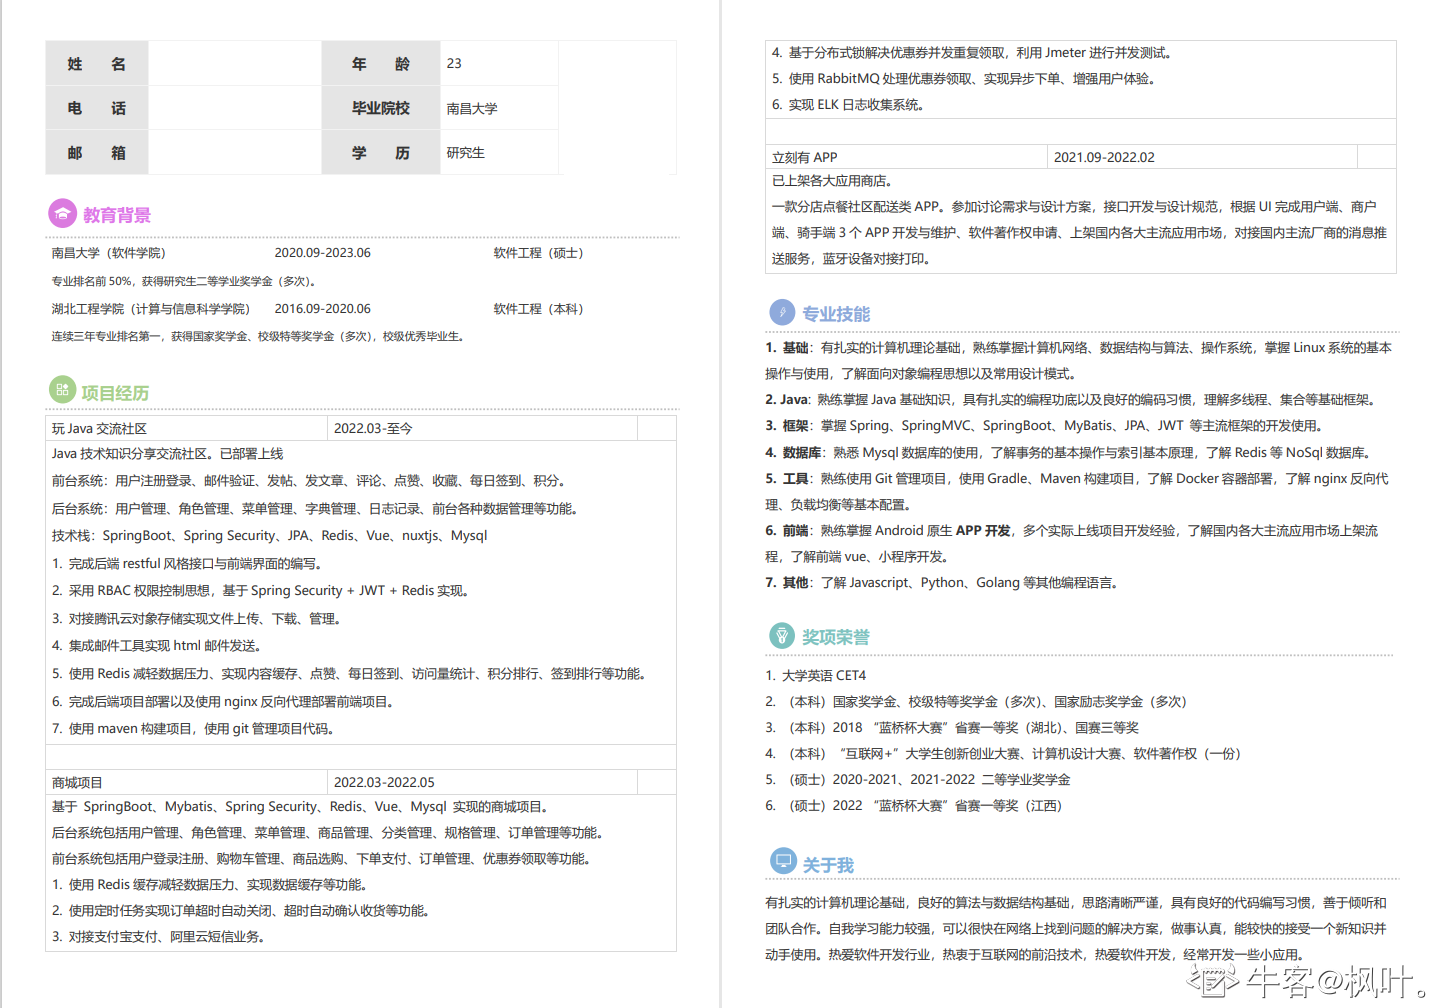 姓 名
年 龄 23
电 话
毕业院校 南昌大学
邮 箱
学 历 研究生
教育背景
南昌大学（软件学院） 2020.09-2023.06 软件工程（硕士）
专业排名前 50%，获得研究生二等学业奖学金（多次）。
湖北工程学院（计算与信息科学学院） 2016.09-2020.06 软件工程（本科）
连续三年专业排名第一，获得国家奖学金、校级特等奖学金（多次），校级优秀毕业生。
项目经历
玩 Java 交流社区 2022.03-至今
Java 技术知识分享交流社区。已部署上线
前台系统：用户注册登录、邮件验证、发帖、发文章、评论、点赞、收藏、每日签到、积分。
后台系统：用户管理、角色管理、菜单管理、字典管理、日志记录、前台各种数据管理等功能。
技术栈：SpringBoot、Spring Security、JPA、Redis、Vue、nuxtjs、Mysql
1. 完成后端 restful 风格接口与前端界面的编写。
2. 采用 RBAC 权限控制思想，基于 Spring Security + JWT + Redis 实现。
3. 对接腾讯云对象存储实现文件上传、下载、管理。
4. 集成邮件工具实现 html 邮件发送。
5. 使用 Redis 减轻数据压力、实现内容缓存、点赞、每日签到、访问量统计、积分排行、签到排行等功能。
6. 完成后端项目部署以及使用 nginx 反向代理部署前端项目。
7. 使用 maven 构建项目，使用 git 管理项目代码。
商城项目 2022.03-2022.05
基于 SpringBoot、Mybatis、Spring Security、Redis、Vue、Mysql 实现的商城项目。
后台系统包括用户管理、角色管理、菜单管理、商品管理、分类管理、规格管理、订单管理等功能。
前台系统包括用户登录注册、购物车管理、商品选购、下单支付、订单管理、优惠券领取等功能。
1. 使用 Redis 缓存减轻数据压力、实现数据缓存等功能。
2. 使用定时任务实现订单超时自动关闭、超时自动确认收货等功能。
3. 对接支付宝支付、阿里云短信业务。
4. 基于分布式锁解决优惠券并发重复领取，利用 Jmeter 进行并发测试。
5. 使用 RabbitMQ 处理优惠券领取、实现异步下单、增强用户体验。
6. 实现 ELK 日志收集系统。
立刻有 APP 2021.09-2022.02
已上架各大应用商店。
一款分店点餐社区配送类 APP。参加讨论需求与设计方案，接口开发与设计规范，根据 UI 完成用户端、商户
端、骑手端 3 个 APP 开发与维护、软件著作权申请、上架国内各大主流应用市场，对接国内主流厂商的消息推
送服务，蓝牙设备对接打印。
专业技能
1. 基础：有扎实的计算机理论基础，熟练掌握计算机网络、数据结构与算法、操作系统，掌握 Linux 系统的基本
操作与使用，了解面向对象编程思想以及常用设计模式。
2. Java: 熟练掌握 Java 基础知识，具有扎实的编程功底以及良好的编码习惯，理解多线程、集合等基础框架。
3. 框架：掌握 Spring、SpringMVC、SpringBoot、MyBatis、JPA、JWT 等主流框架的开发使用。
4. 数据库：熟悉 Mysql 数据库的使用，了解事务的基本操作与索引基本原理，了解 Redis 等 NoSql 数据库。
5. 工具：熟练使用 Git 管理项目，使用 Gradle、Maven 构建项目，了解 Docker 容器部署，了解 nginx 反向代
理、负载均衡等基本配置。
6. 前端：熟练掌握 Android 原生 APP 开发，多个实际上线项目开发经验，了解国内各大主流应用市场上架流
程，了解前端 vue、小程序开发。
7. 其他：了解 Javascript、Python、Golang 等其他编程语言。
奖项荣誉
1. 大学英语 CET4
2. （本科）国家奖学金、校级特等奖学金（多次）、国家励志奖学金（多次）
3. （本科）2018 “蓝桥杯大赛”省赛一等奖（湖北）、国赛三等奖
4. （本科）“互联网+”大学生创新创业大赛、计算机设计大赛、软件著作权（一份）
5. （硕士）2020-2021、2021-2022 二等学业奖学金
6. （硕士）2022 “蓝桥杯大赛”省赛一等奖（江西）
关于我
有扎实的计算机理论基础，良好的算法与数据结构基础，思路清晰严谨，具有良好的代码编写习惯，善于倾听和
团队合作。自我学习能力较强，可以很快在网络上找到问题的解决方案，做事认真，能较快的接受一个新知识并
动手使用。热爱软件开发行业，热衷于互联网的前沿技术，热爱软件开发，经常开发一些小应用。
牛客@枫叶。